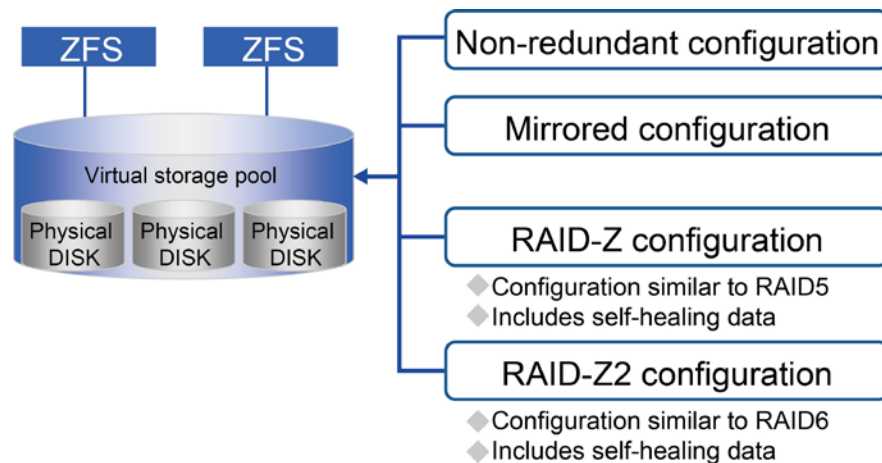 ZFS
ZFS
Virtual storage pool
Physical
DISK
Physical
DISK
Physical
DISK
Non-redundant configuration
Mirrored configuration
RAID-Z configuration
Configuration similar to RAID5
Includes self-healing data
RAID-Z2 configuration
Configuration similar to RAID6
Includes self-healing data